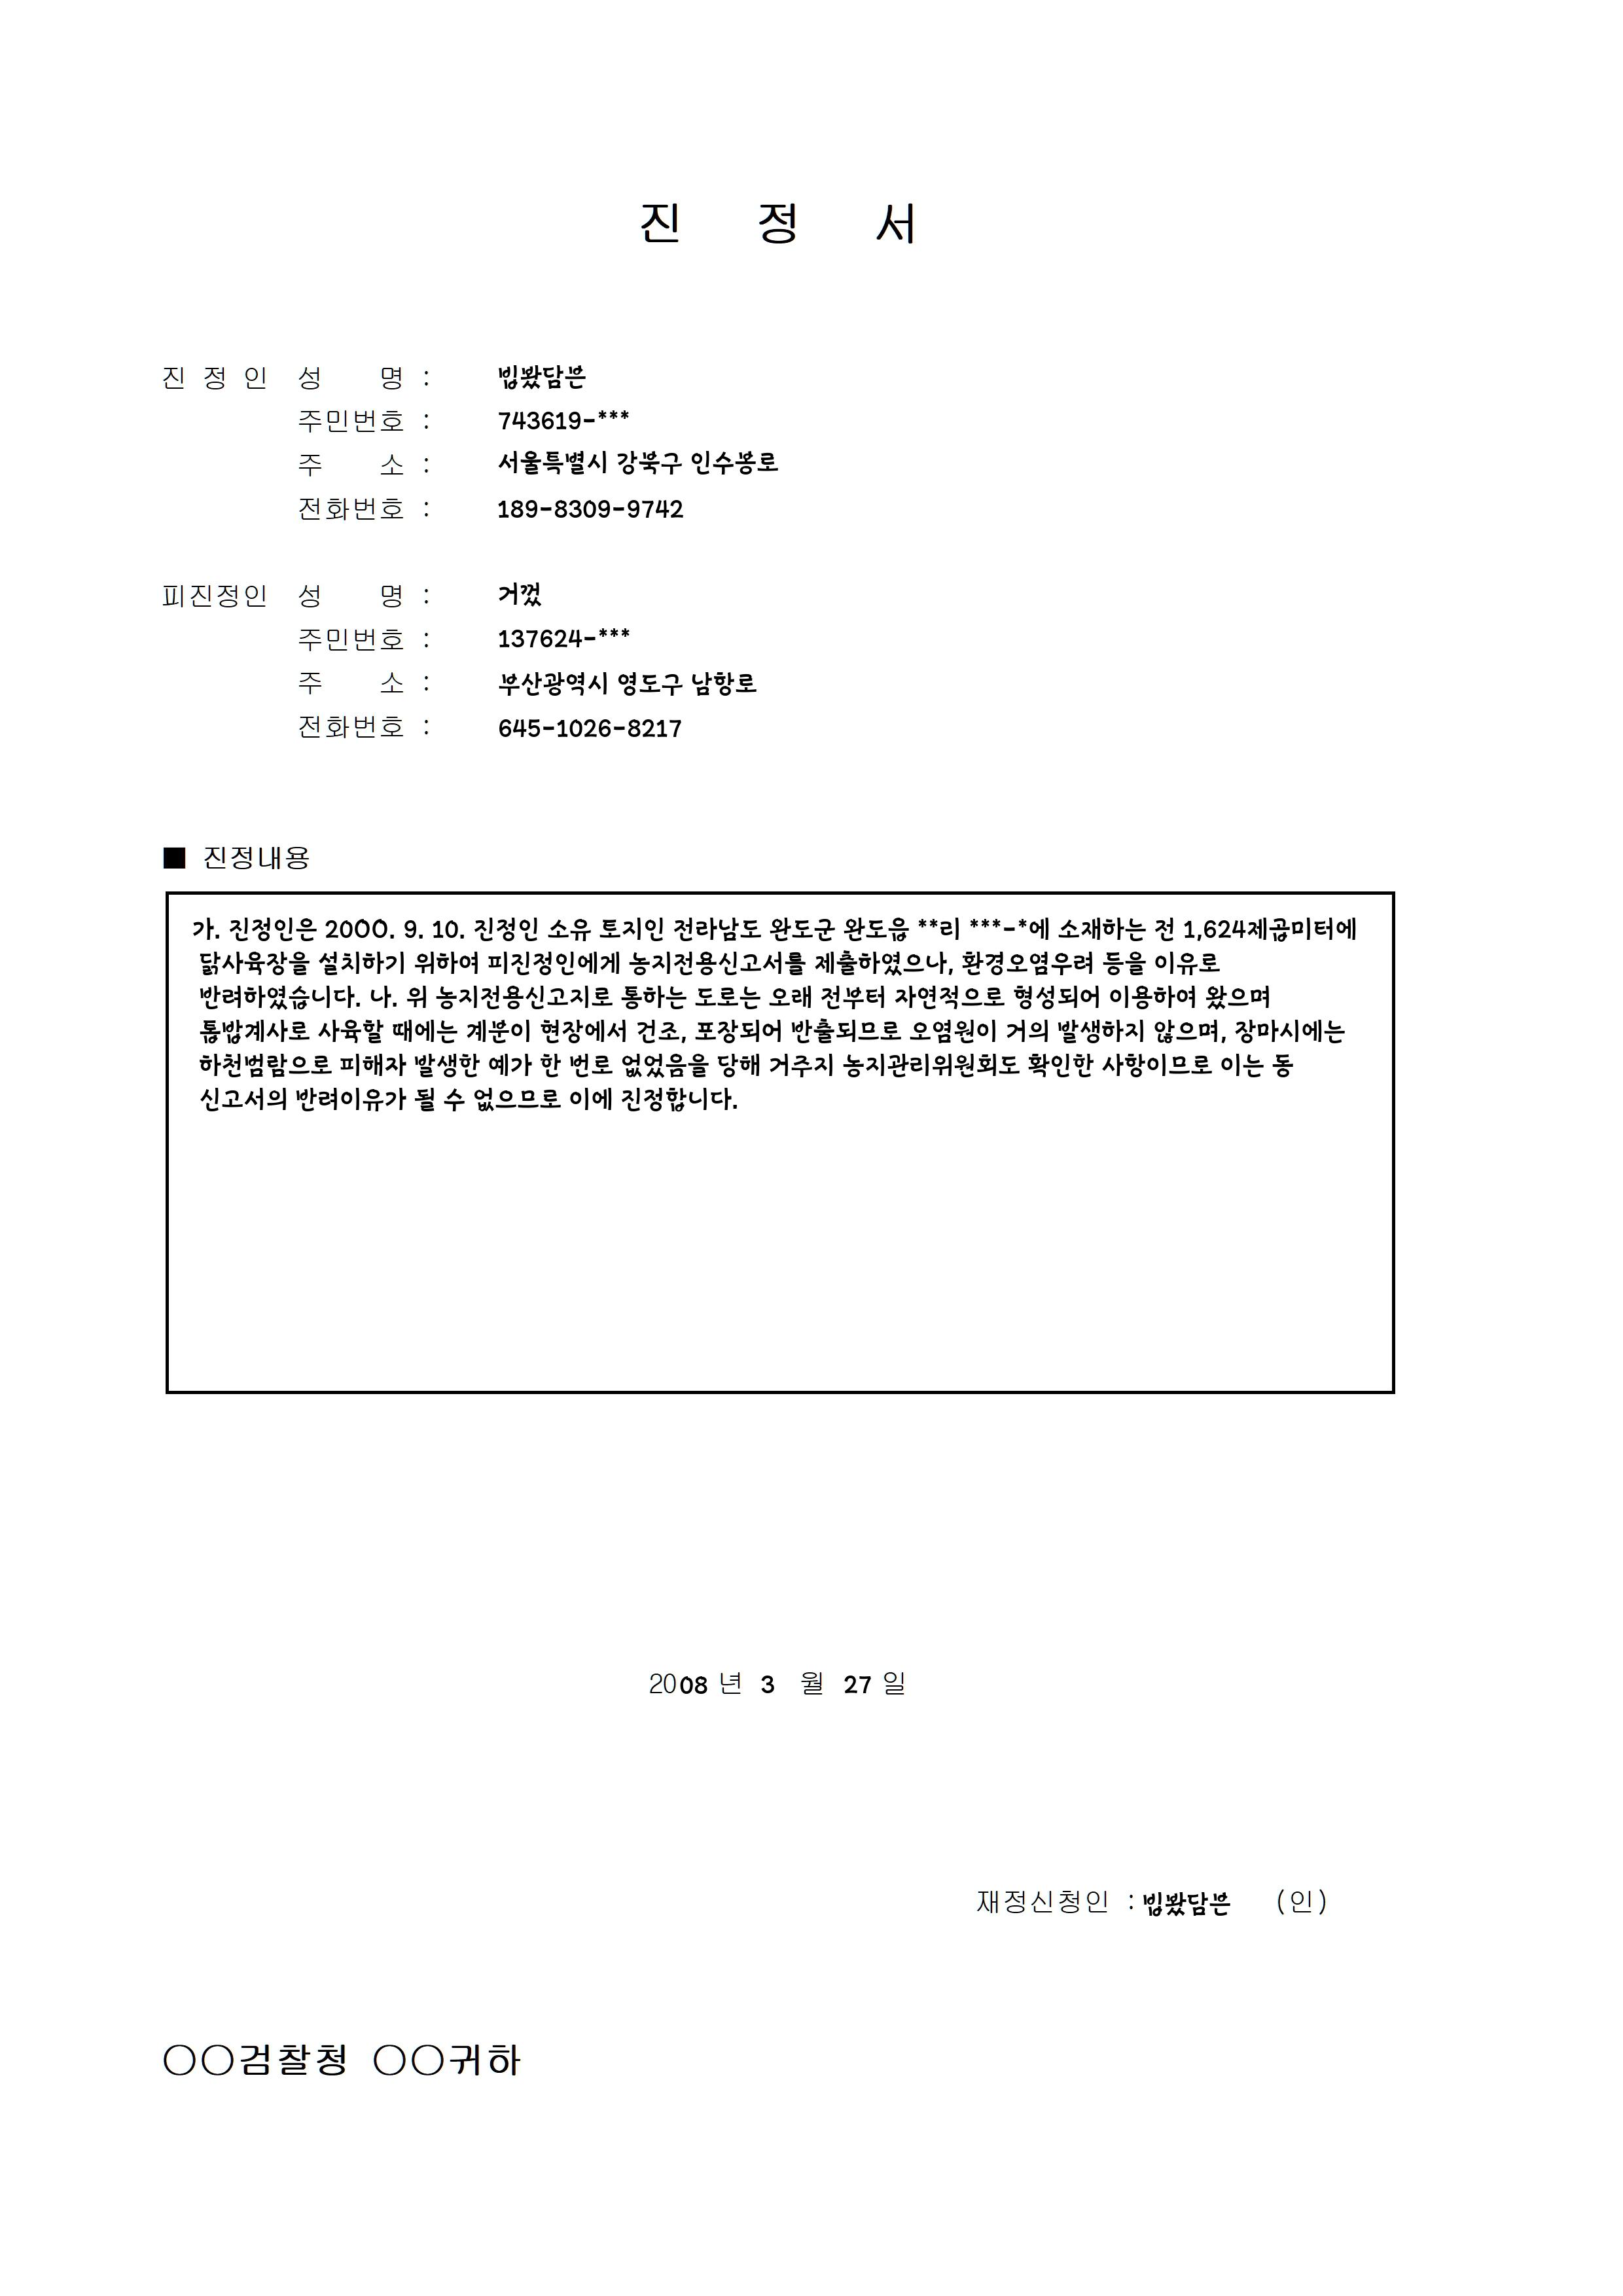 진 정 서
진 정 인 성 명 : 빕봤담븐
주민번호 : 743619-***
주 소 : 서울특별시 강북구 인수봉로
전화번호 : 189-8309-9742
피진정인 성 명 : 거껐
주민번호 : 137624-***
주 소 : 부산광역시 영도구 남항로
전화번호 : 645-1026-8217
■ 진정내용
가. 진정인은 2000. 9. 10. 진정인 소유 토지인 전라남도 완도군 완도읍 **리 ***-*에 소재하는 전 1,624제곱미터에
닭사육장을 설치하기 위하여 피진정인에게 농지전용신고서를 제출하였으나, 환경오염우려 등을 이유로
반려하였습니다. 나. 위 농지전용신고지로 통하는 도로는 오래 전부터 자연적으로 형성되어 이용하여 왔으며
톱밥계사로 사육할 때에는 계분이 현장에서 건조, 포장되어 반출되므로 오염원이 거의 발생하지 않으며, 장마시에는
하천범람으로 피해자 발생한 예가 한 번로 없었음을 당해 거주지 농지관리위원회도 확인한 사항이므로 이는 동
신고서의 반려이유가 될 수 없으므로 이에 진정합니다.
2008 년 3 월 27 일
재정신청인 : 빕봤담븐 (인)
○○검찰청 ○○귀하